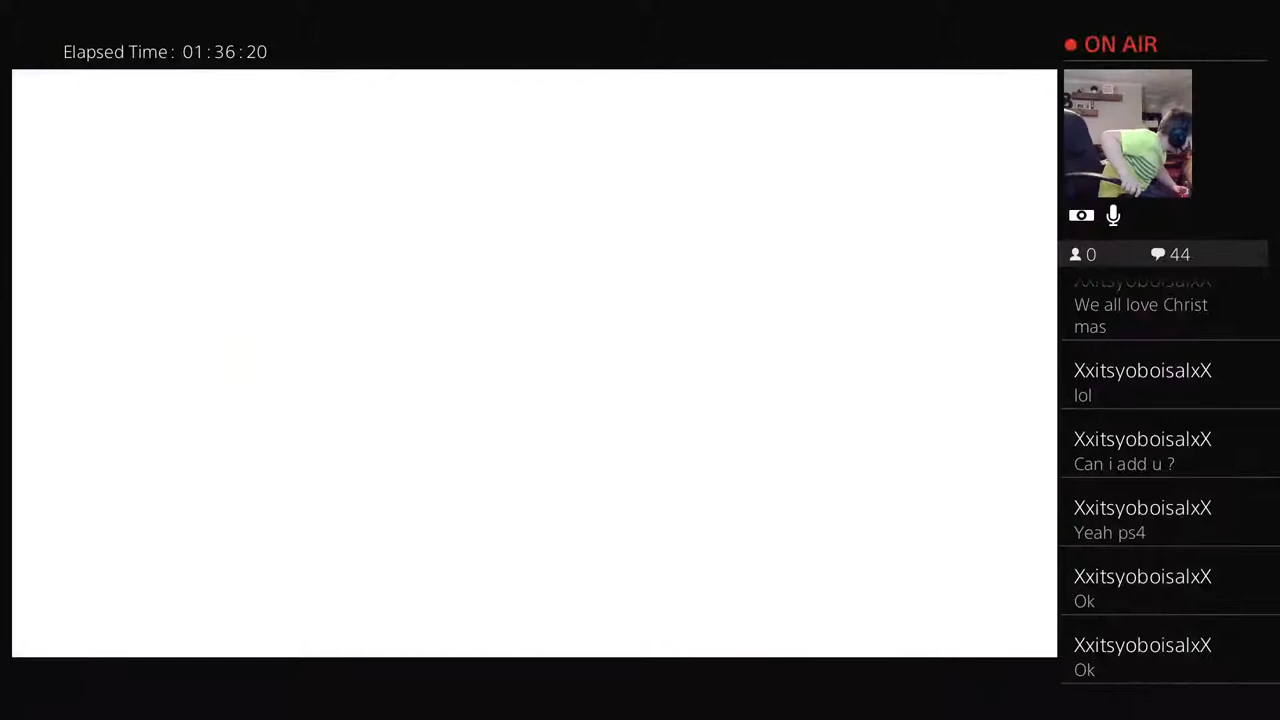 Elapsed Time: 01:36:20
ON AIR
0 44
XxitsyoboisalxX
We all love Christ
mas
XxitsyoboisalxX
lol
XxitsyoboisalxX
Can i add u ?
XxitsyoboisalxX
Yeah ps4
XxitsyoboisalxX
Ok
XxitsyoboisalxX
Ok